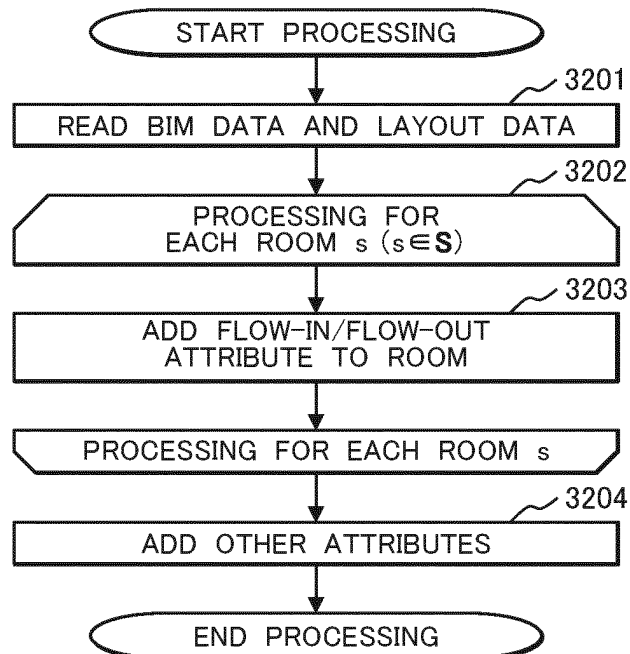 START PROCESSING
3201
READ BIM DATA AND LAYOUT DATA
3202
PROCESSING FOR
EACH ROOM s (s∈S)
3203
ADD FLOW-IN/FLOW-OUT
ATTRIBUTE TO ROOM
PROCESSING FOR EACH ROOM s
3204
ADD OTHER ATTRIBUTES
END PROCESSING